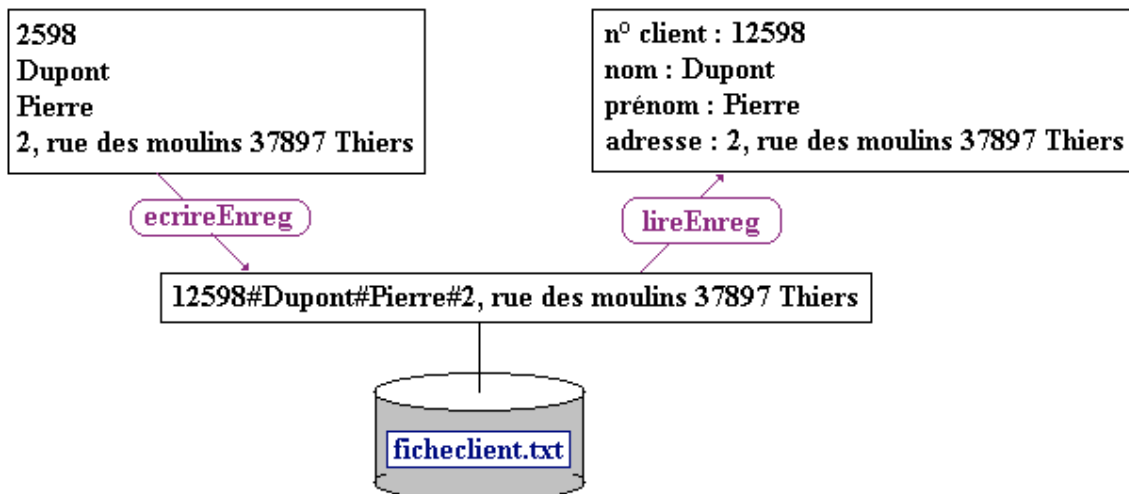 2598
Dupont
Pierre
2, rue des moulins 37897 Thiers
n° client : 12598
nom : Dupont
prénom : Pierre
adresse : 2, rue des moulins 37897 Thiers
ecrireEnreg
lireEnreg
12598#Dupont#Pierre#2, rue des moulins 37897 Thiers
ficheclient.txt